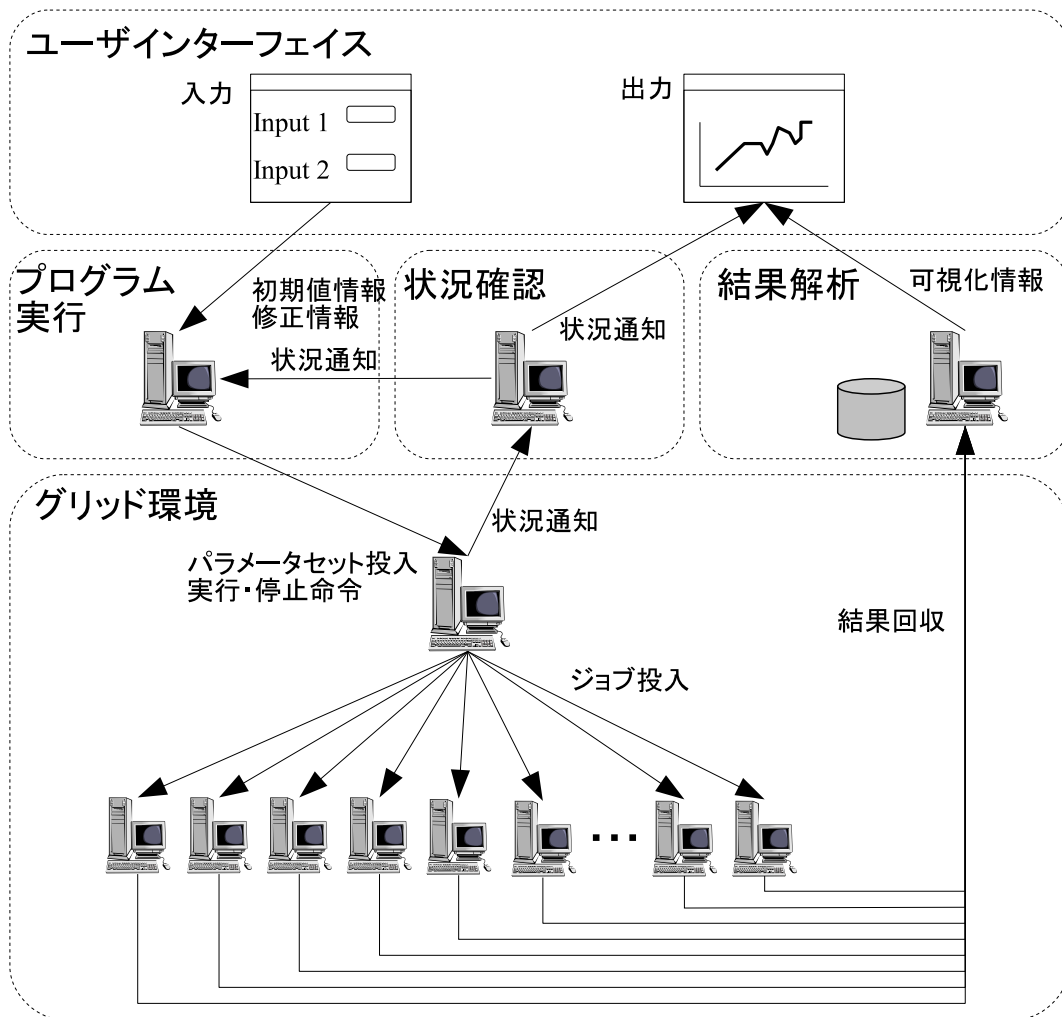 ユーザインターフェイス
入力
Input 1
Input 2
出力
プログラム
実行
初期値情報
修正情報
状況通知
状況確認
状況通知
結果解析
可視化情報
グリッド環境
状況通知
パラメータセット投入
実行・停止命令
結果回収
ジョブ投入
...